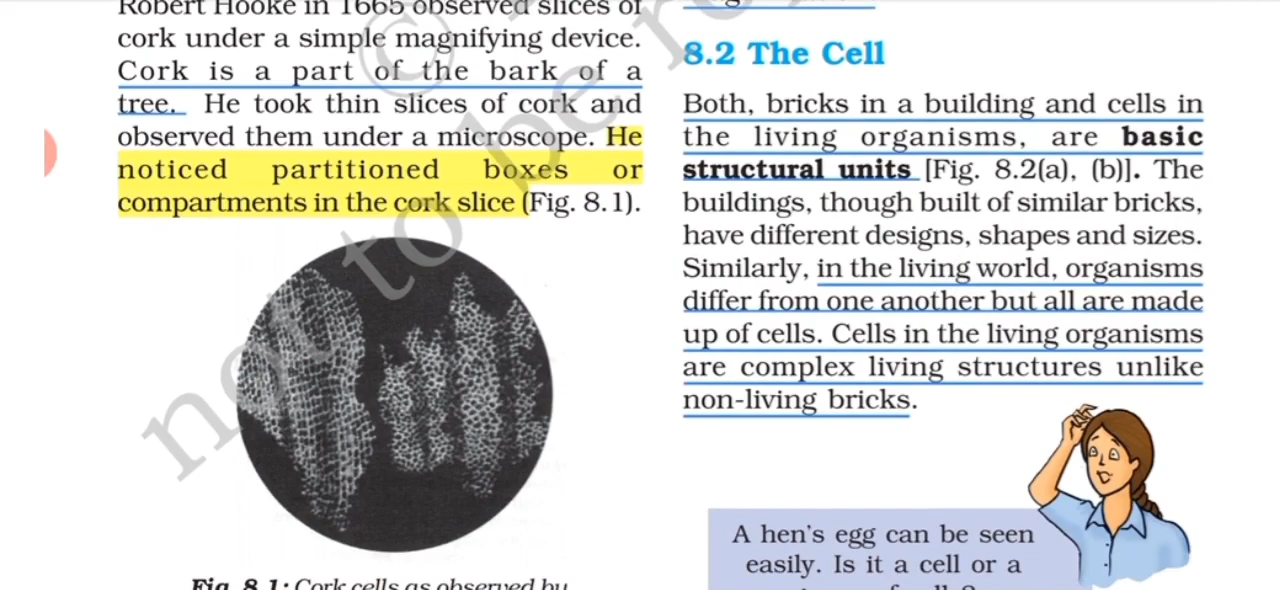 Robert Hooke in 1665 observed slices of
cork under a simple magnifying device.
Cork is a part of the bark of a
tree. He took thin slices of cork and
observed them under a microscope. He
noticed partitioned boxes or
compartments in the cork slice (Fig. 8.1).
Fig. 8.1: Cork cells as observed by
8.2 The Cell
Both, bricks in a building and cells in
the living organisms, are basic
structural units [Fig. 8.2(a), (b)]. The
buildings, though built of similar bricks,
have different designs, shapes and sizes.
Similarly, in the living world, organisms
differ from one another but all are made
up of cells. Cells in the living organisms
are complex living structures unlike
non-living bricks.
A hen's egg can be seen
easily. Is it a cell or a
©
not to be r